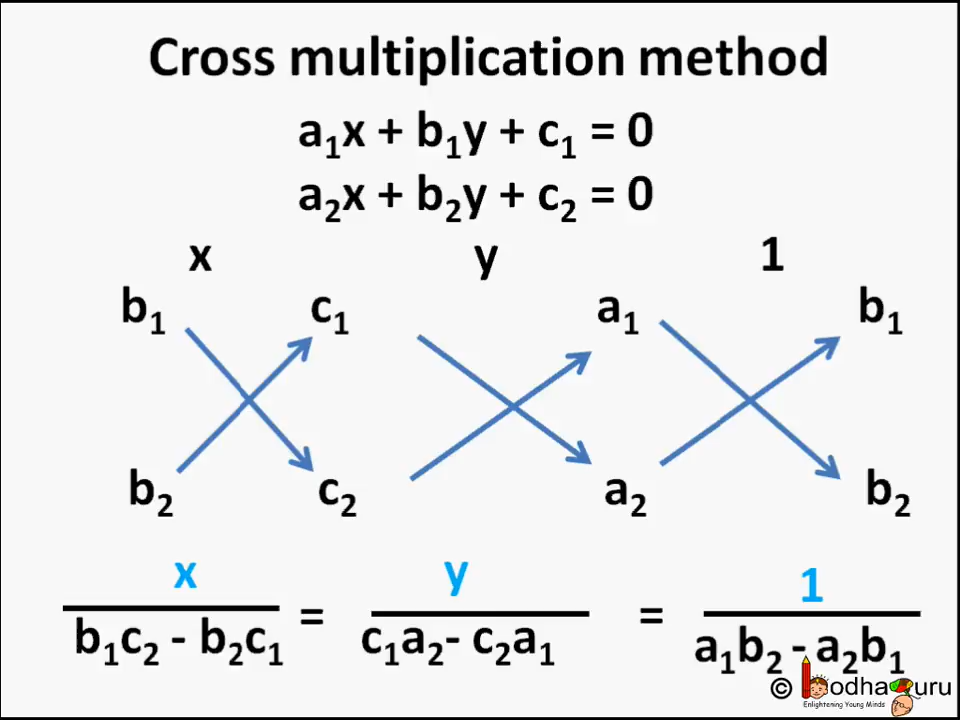 Cross multiplication method
a₁x + b₁y + c₁ = 0
a₂x + b₂y + c₂ = 0
x y 1
b₁ c₁ a₁ b₁
b₂ c₂ a₂ b₂
x y 1
= =
b₁c₂ - b₂c₁ c₁a₂- c₂a₁ a₁b₂ - a₂b₁
© bodhaguru
Enlightening Young Minds